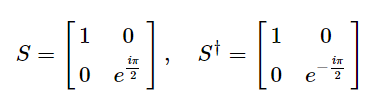 S = [ 1 0 ; 0 e^{iπ/2} ] , S† = [ 1 0 ; 0 e^{-iπ/2} ]